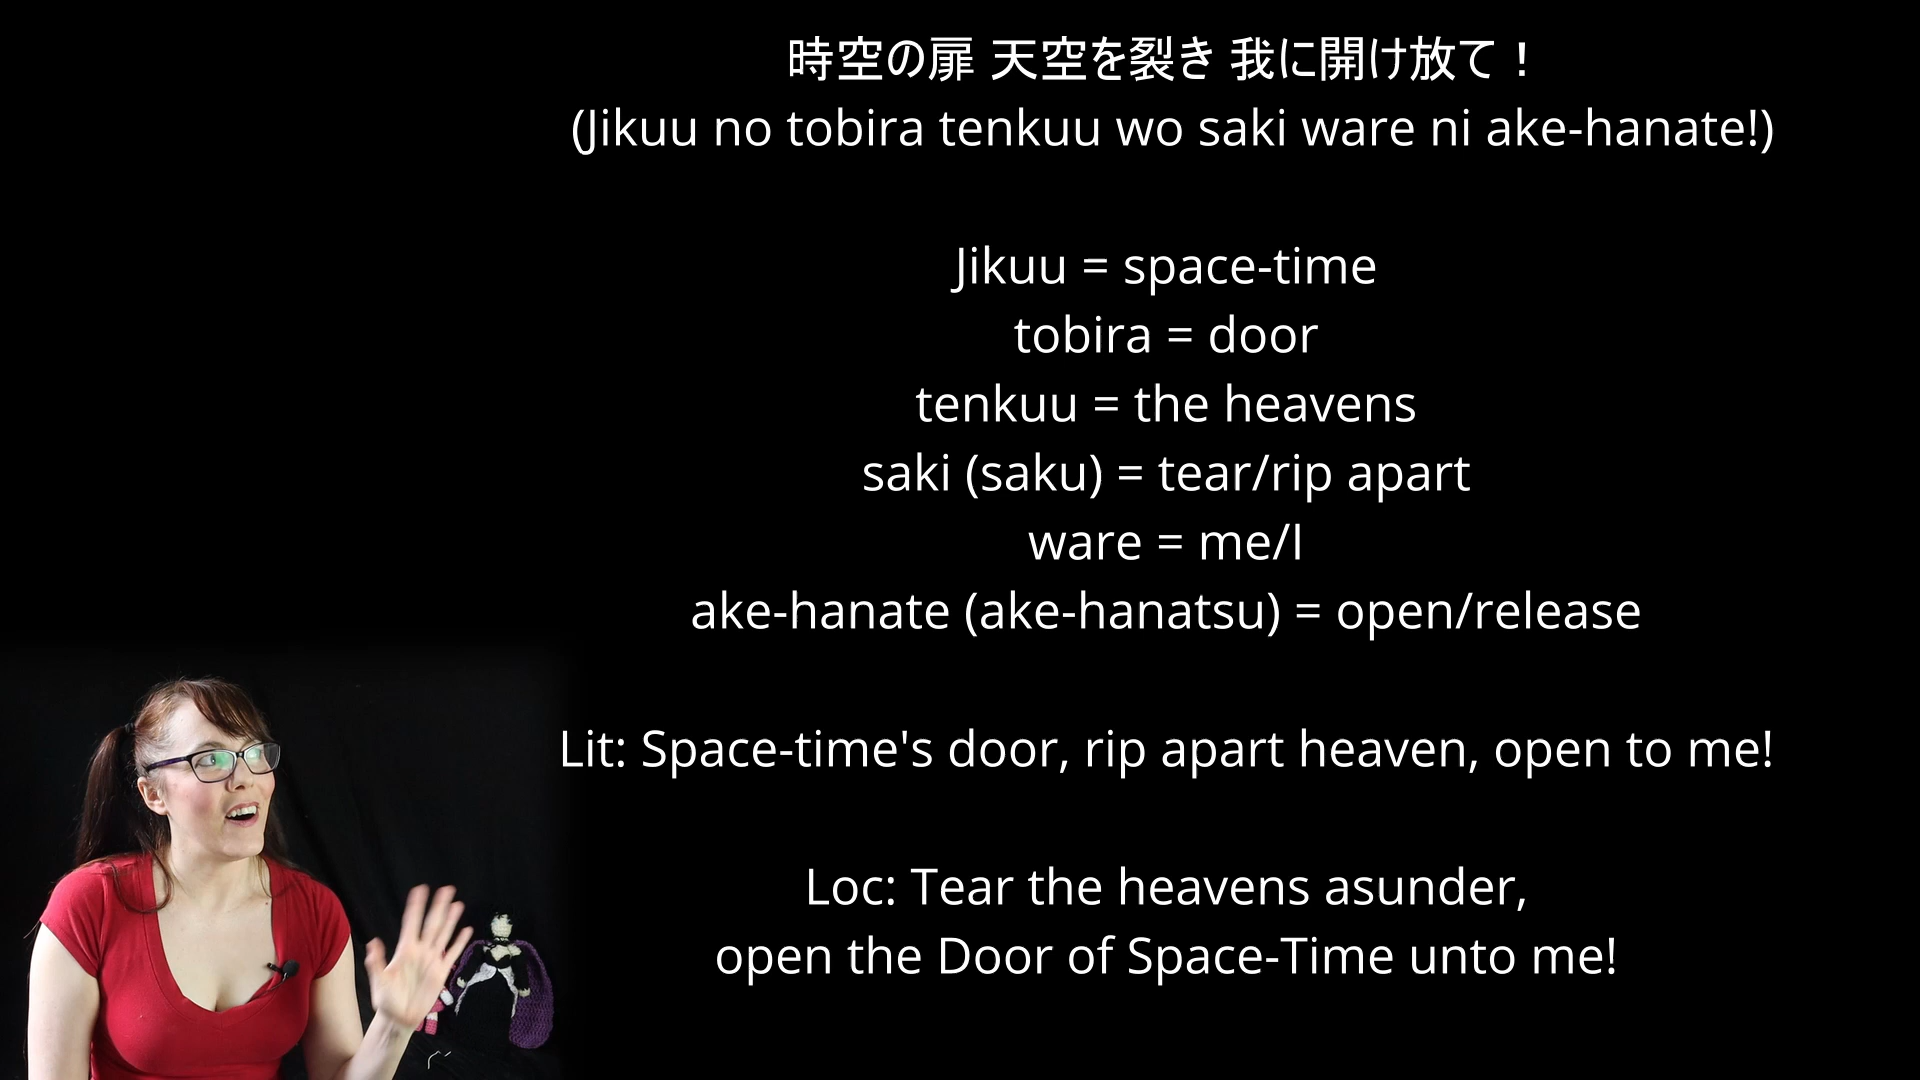 時空の扉 天空を裂き 我に開け放て！
(Jikuu no tobira tenkuu wo saki ware ni ake-hanate!)
Jikuu = space-time
tobira = door
tenkuu = the heavens
saki (saku) = tear/rip apart
ware = me/I
ake-hanate (ake-hanatsu) = open/release
Lit: Space-time's door, rip apart heaven, open to me!
Loc: Tear the heavens asunder,
open the Door of Space-Time unto me!